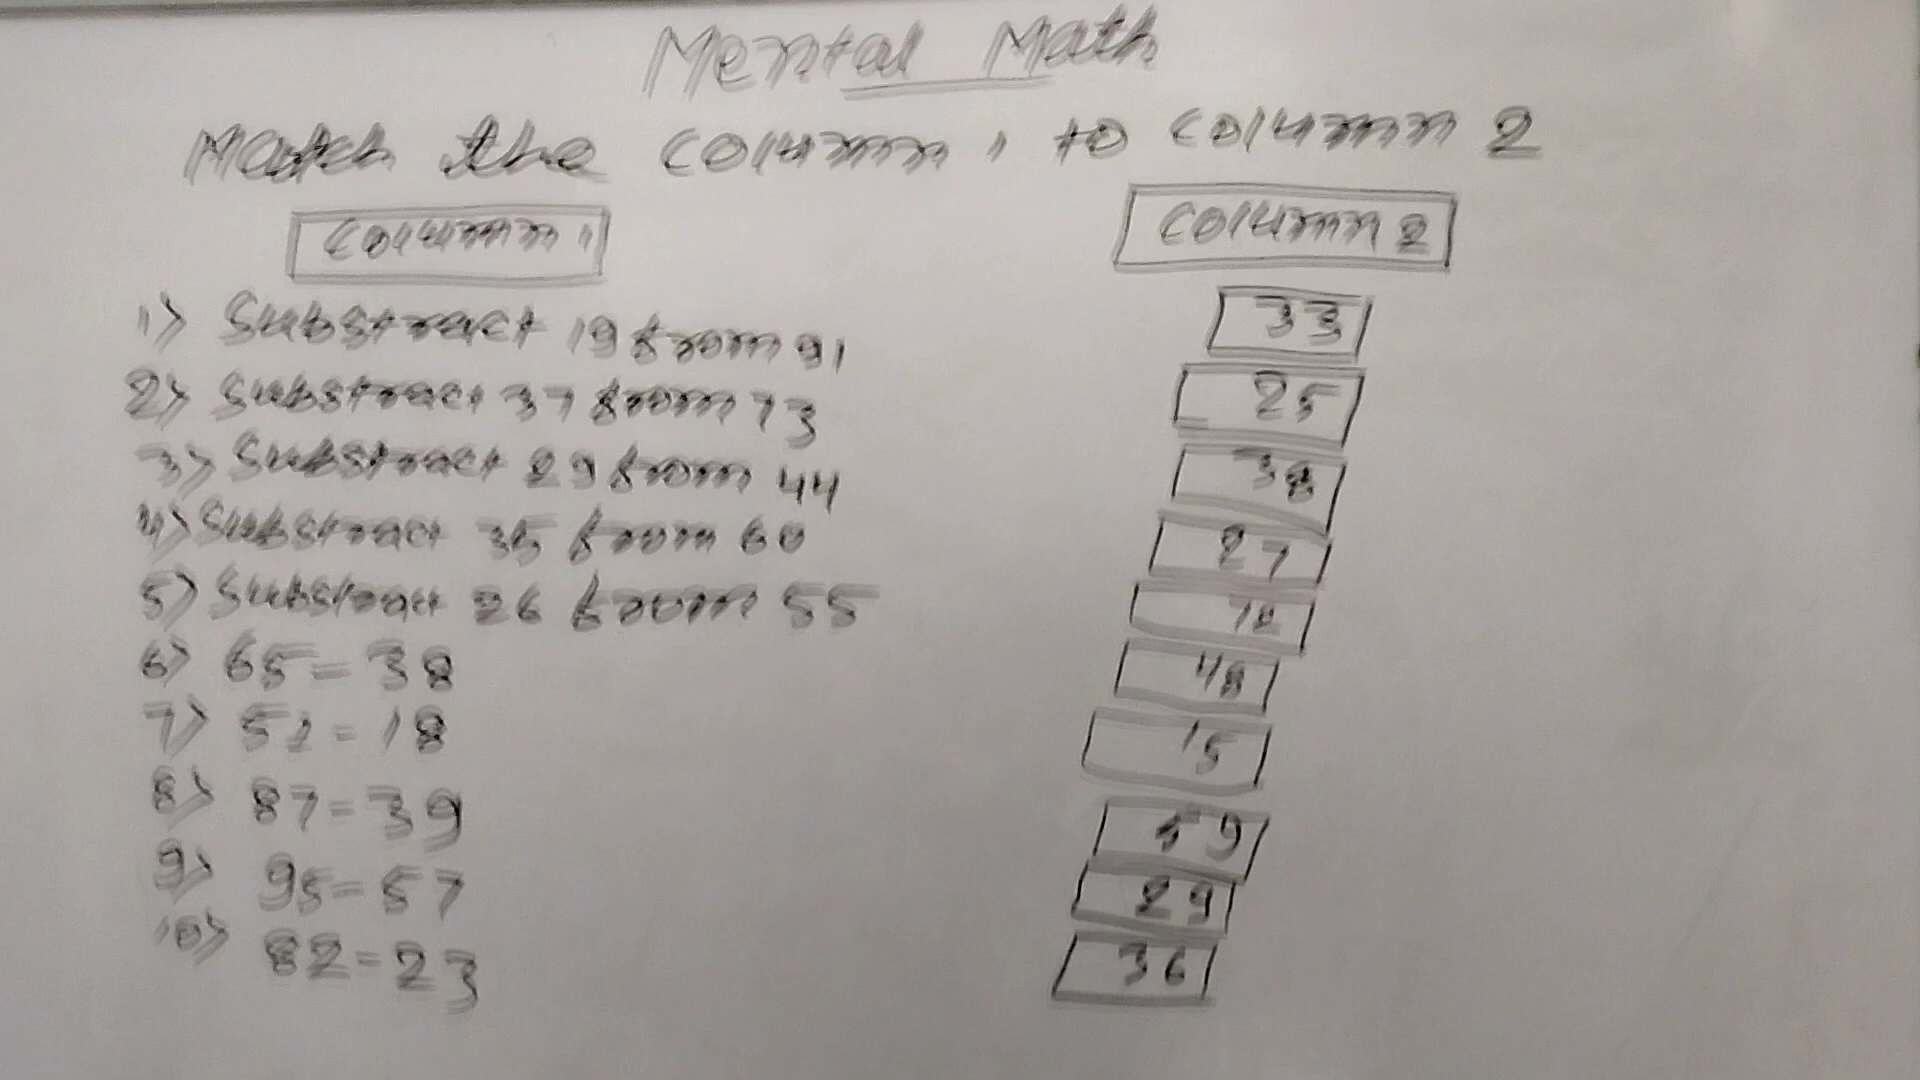 Mental Math
Match the column 1 to column 2
column 1
column 2
1) Substract 19 from 91
33
2) Substract 37 from 73
25
3) Substract 29 from 44
38
4) Substract 35 from 60
27
5) Substract 26 from 55
12
6) 65 = 38
48
7) 51 = 18
15
8) 87 - 39
59
9) 95 = 57
29
10) 82 = 23
36